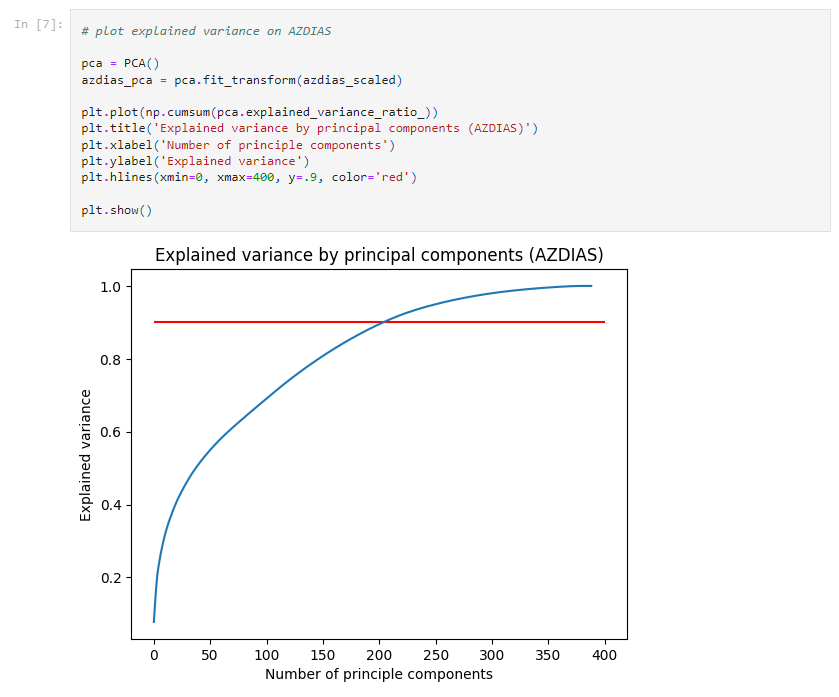 In [7]:
# plot explained variance on AZDIAS
pca = PCA()
azdias_pca = pca.fit_transform(azdias_scaled)
plt.plot(np.cumsum(pca.explained_variance_ratio_))
plt.title('Explained variance by principal components (AZDIAS)')
plt.xlabel('Number of principle components')
plt.ylabel('Explained variance')
plt.hlines(xmin=0, xmax=400, y=.9, color='red')
plt.show()
Explained variance by principal components (AZDIAS)
1.0
0.8
0.6
0.4
0.2
Explained variance
0 50 100 150 200 250 300 350 400
Number of principle components